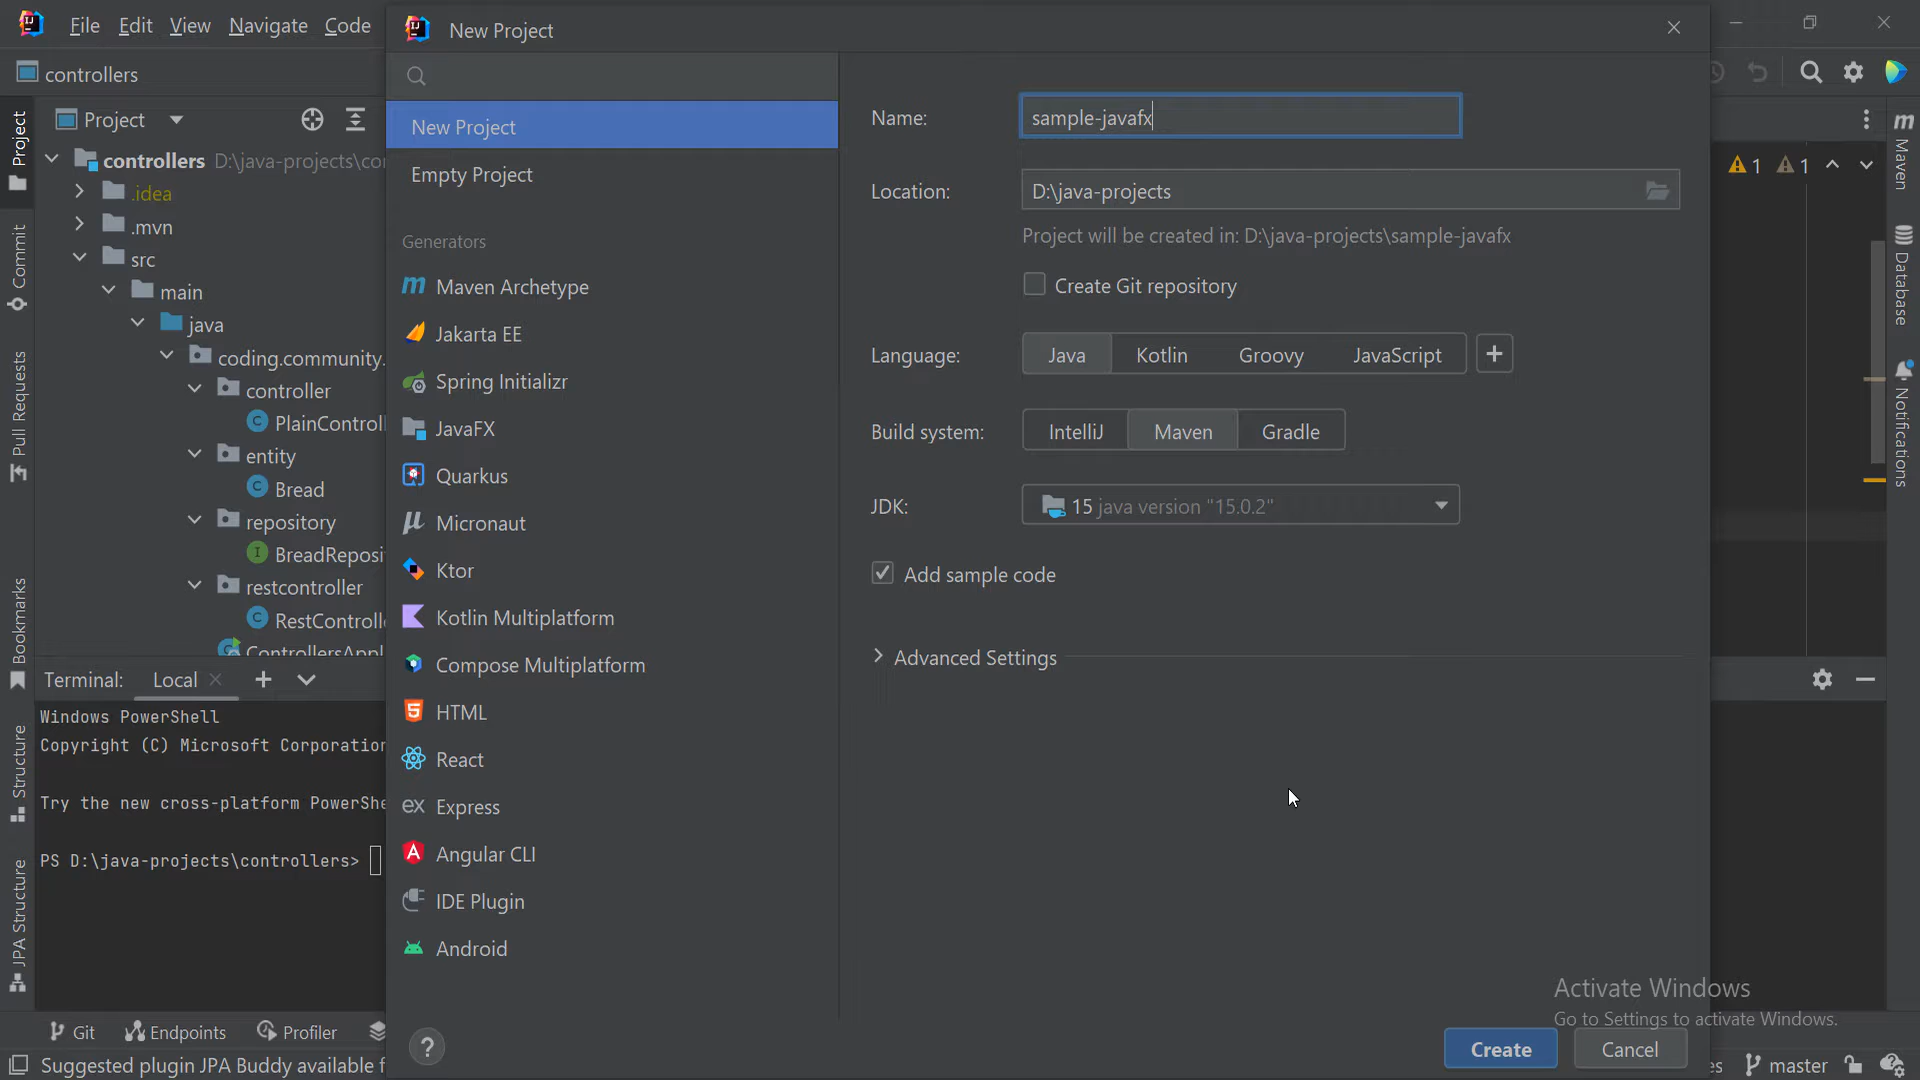 File Edit View Navigate Code
controllers
Project
controllers D:\java-projects\co
.idea
.mvn
src
main
java
coding.community.
controller
PlainControl
entity
Bread
repository
BreadReposi
restcontroller
RestControlle
ControllersAppl
Terminal: Local
Windows PowerShell
Copyright (C) Microsoft Corporation
Try the new cross-platform PowerShe
PS D:\java-projects\controllers>
Git Endpoints Profiler
Suggested plugin JPA Buddy available f
Project
Commit
Pull Requests
Bookmarks
Structure
JPA Structure
New Project
New Project
Empty Project
Generators
Maven Archetype
Jakarta EE
Spring Initializr
JavaFX
Quarkus
Micronaut
Ktor
Kotlin Multiplatform
Compose Multiplatform
HTML
React
Express
Angular CLI
IDE Plugin
Android
?
Name: sample-javafx
Location: D:\java-projects
Project will be created in: D:\java-projects\sample-javafx
Create Git repository
Language: Java Kotlin Groovy JavaScript +
Build system: IntelliJ Maven Gradle
JDK: 15 java version "15.0.2"
Add sample code
Advanced Settings
Create Cancel
1 1
Maven
Database
Notifications
Activate Windows
Go to Settings to activate Windows.
es master